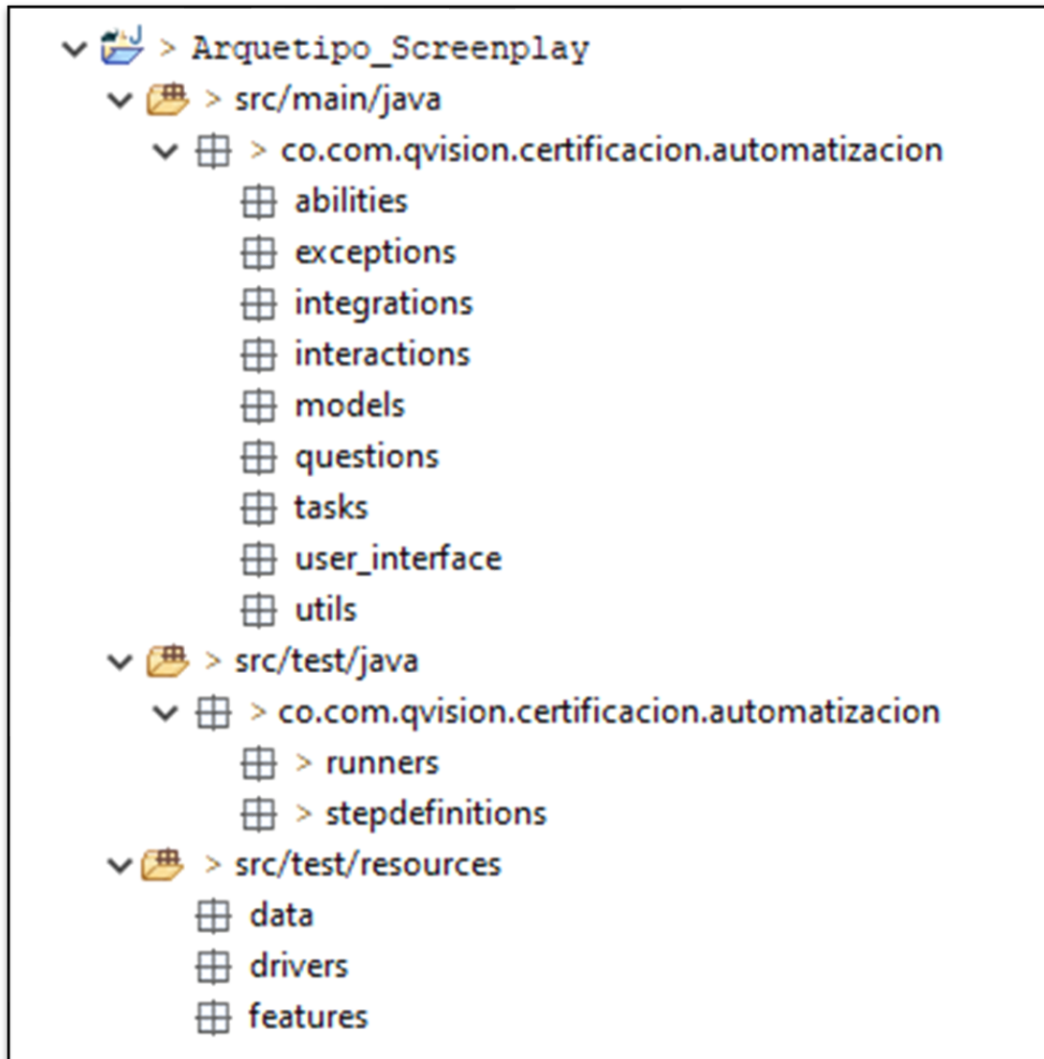 > Arquetipo_Screenplay
> src/main/java
> co.com.qvision.certificacion.automatizacion
abilities
exceptions
integrations
interactions
models
questions
tasks
user_interface
utils
> src/test/java
> co.com.qvision.certificacion.automatizacion
> runners
> stepdefinitions
> src/test/resources
data
drivers
features